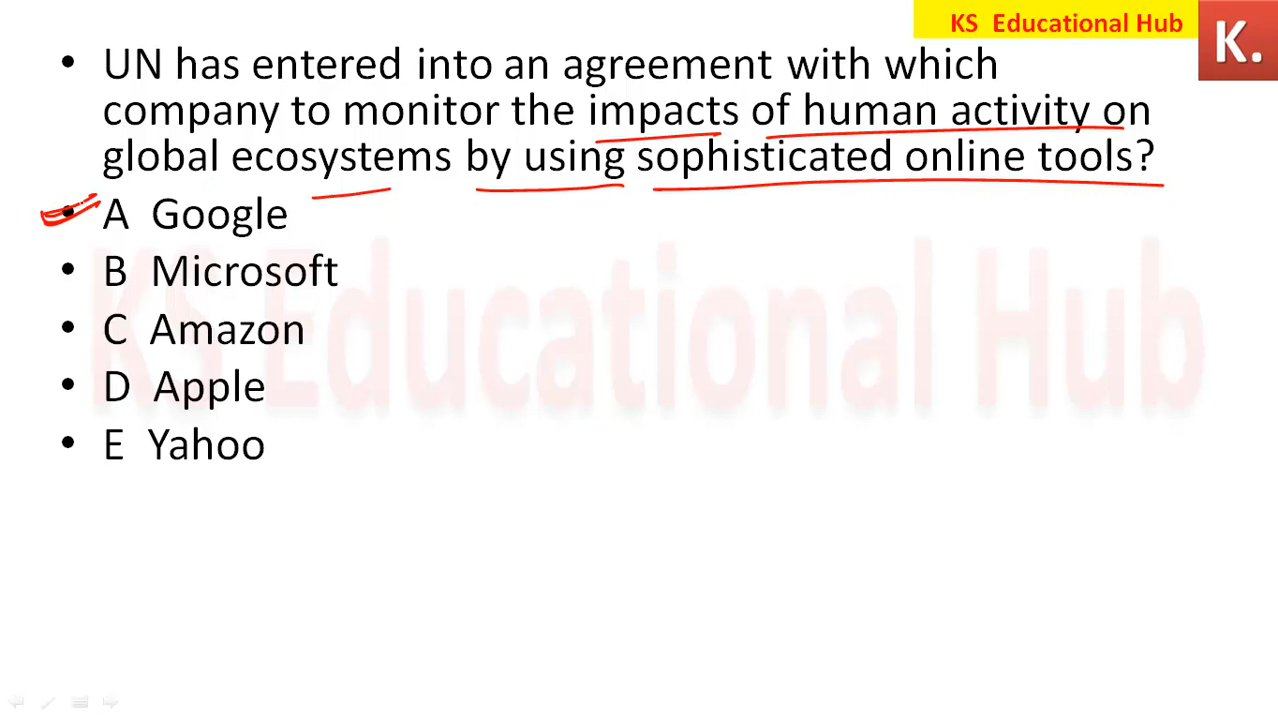 KS Educational Hub
K.
• UN has entered into an agreement with which
company to monitor the impacts of human activity on
global ecosystems by using sophisticated online tools?
• A Google
• B Microsoft
• C Amazon
• D Apple
• E Yahoo
KS Educational Hub